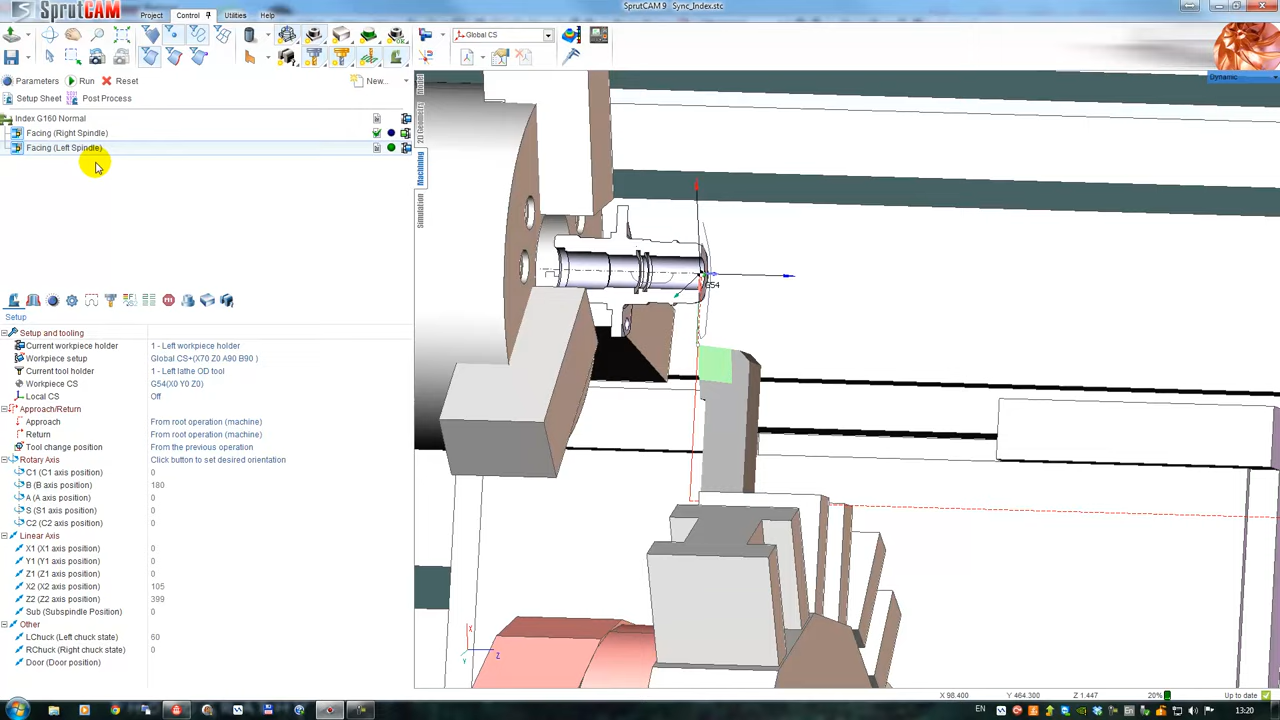 SprutCAM
SprutCAM 9   Sync_Index.stc
Project
Control
Utilities
Help
Global CS
Dynamic
Parameters
Run
Reset
New...
Setup Sheet
Post Process
Index G160 Normal
Facing (Right Spindle)
Facing (Left Spindle)
2D Geometry
Machining
Simulation
G54
Setup
Setup and tooling
Current workpiece holder 1 - Left workpiece holder
Workpiece setup Global CS+(X70 Z0 A90 B90 )
Current tool holder 1 - Left lathe OD tool
Workpiece CS G54(X0 Y0 Z0)
Local CS Off
Approach/Return
Approach From root operation (machine)
Return From root operation (machine)
Tool change position From the previous operation
Rotary Axis Click button to set desired orientation
C1 (C1 axis position) 0
B (B axis position) 180
A (A axis position) 0
S (S1 axis position) 0
C2 (C2 axis position) 0
Linear Axis
X1 (X1 axis position) 0
Y1 (Y1 axis position) 0
Z1 (Z1 axis position) 0
X2 (X2 axis position) 105
Z2 (Z2 axis position) 399
Sub (Subspindle Position) 0
Other
LChuck (Left chuck state) 60
RChuck (Right chuck state) 0
Door (Door position) 0
X
Y
Z
X 98.400
Y 464.300
Z 1.447
20%
Up to date
EN
13:20